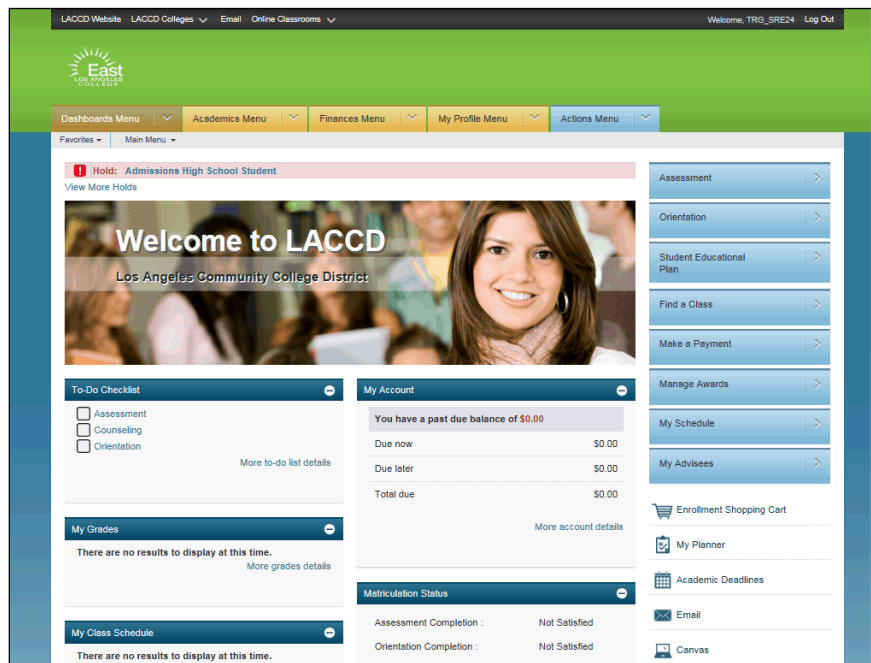 LACCD Website LACCD Colleges Email Online Classrooms Welcome, TRG_SRE24 Log Out
East
LOS ANGELES
COLLEGE
Dashboards Menu Academics Menu Finances Menu My Profile Menu Actions Menu
Favorites Main Menu
! Hold: Admissions High School Student
View More Holds
Welcome to LACCD
Los Angeles Community College District
To-Do Checklist
Assessment
Counseling
Orientation
More to-do list details
My Grades
There are no results to display at this time.
More grades details
My Class Schedule
There are no results to display at this time.
My Account
You have a past due balance of $0.00
Due now $0.00
Due later $0.00
Total due $0.00
More account details
Matriculation Status
Assessment Completion : Not Satisfied
Orientation Completion : Not Satisfied
Assessment
Orientation
Student Educational
Plan
Find a Class
Make a Payment
Manage Awards
My Schedule
My Advisees
Enrollment Shopping Cart
My Planner
Academic Deadlines
Email
Canvas